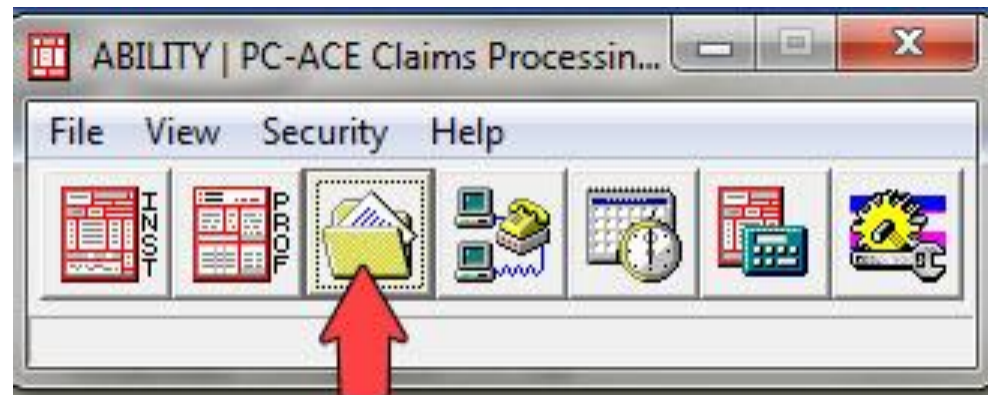 ABILITY | PC-ACE Claims Processin...
File View Security Help
INST
PROF